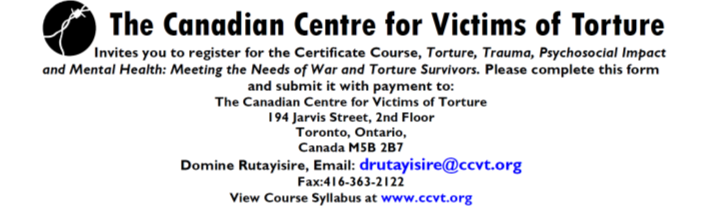 The Canadian Centre for Victims of Torture
Invites you to register for the Certificate Course, Torture, Trauma, Psychosocial Impact
and Mental Health: Meeting the Needs of War and Torture Survivors. Please complete this form
and submit it with payment to:
The Canadian Centre for Victims of Torture
194 Jarvis Street, 2nd Floor
Toronto, Ontario,
Canada M5B 2B7
Domine Rutayisire, Email: drutayisire@ccvt.org
Fax:416-363-2122
View Course Syllabus at www.ccvt.org